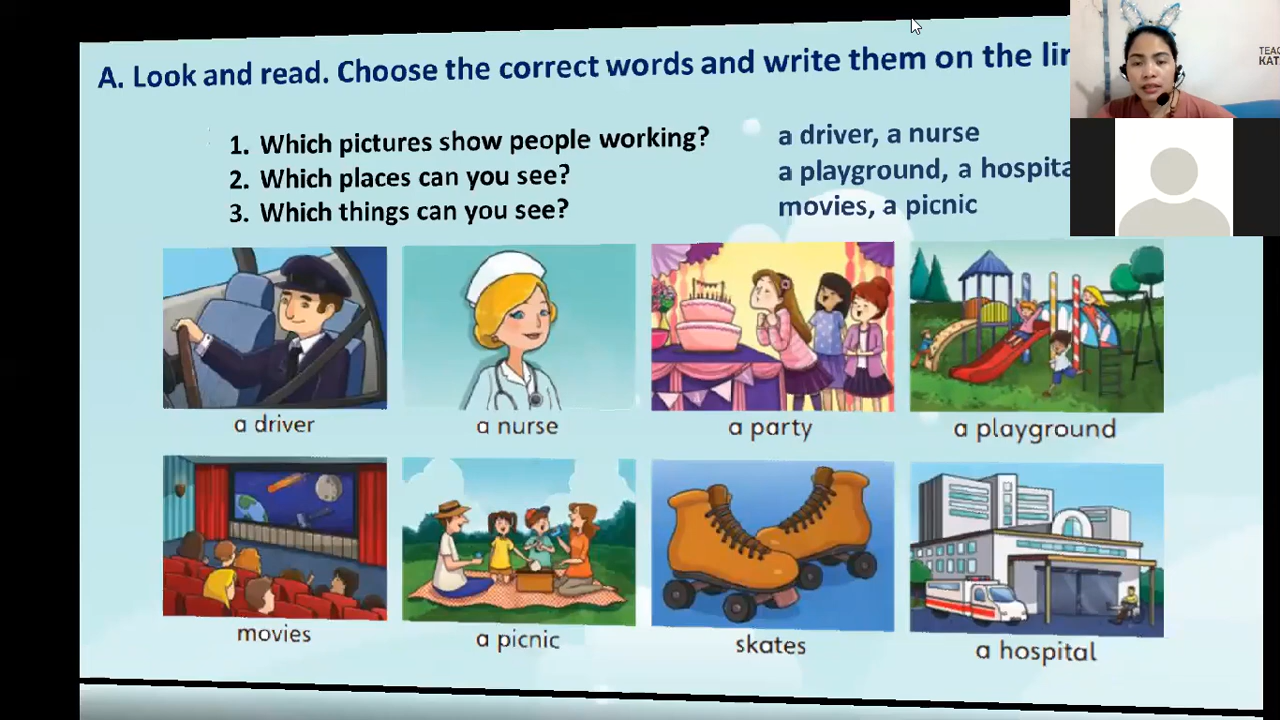 A. Look and read. Choose the correct words and write them on the
1. Which pictures show people working?
a driver, a nurse
2. Which places can you see?
a playground, a
3. Which things can you see?
movies, a picnic
a driver
a nurse
a party
a playground
movies
a picnic
skates
a hospital